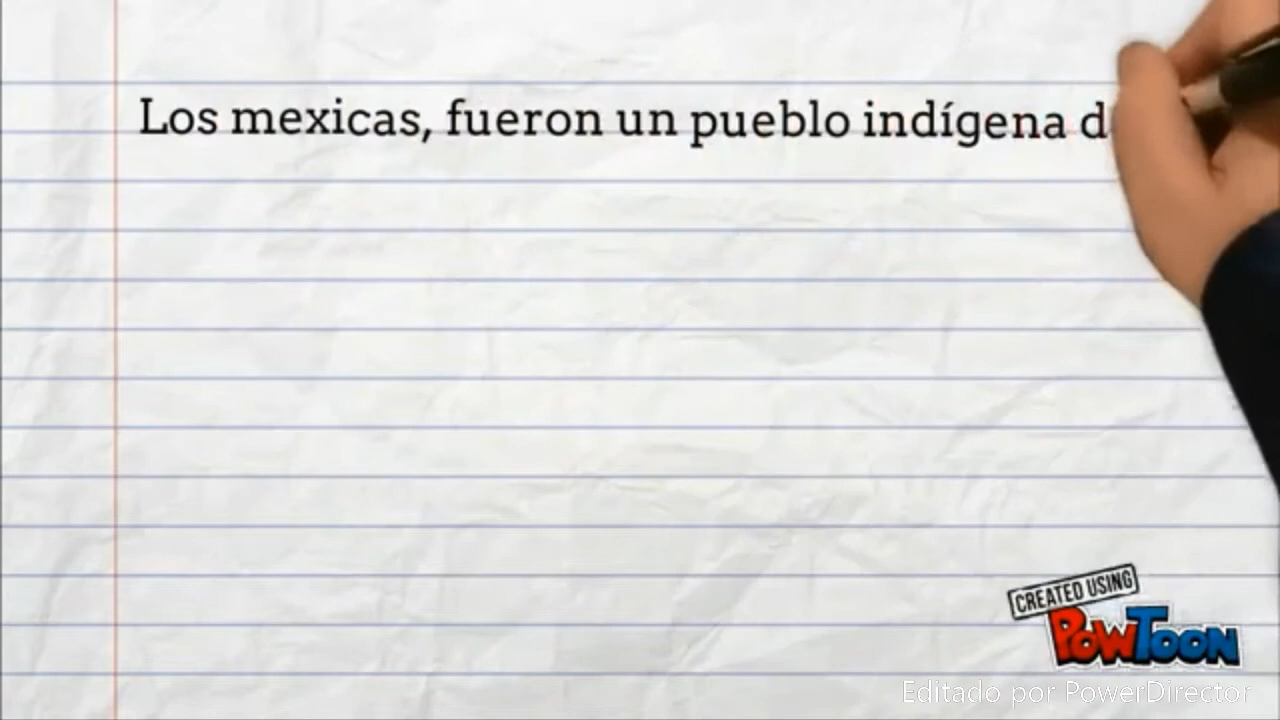 Los mexicas, fueron un pueblo indígena d
CREATED USING
POWTOON
Editado por PowerDirector